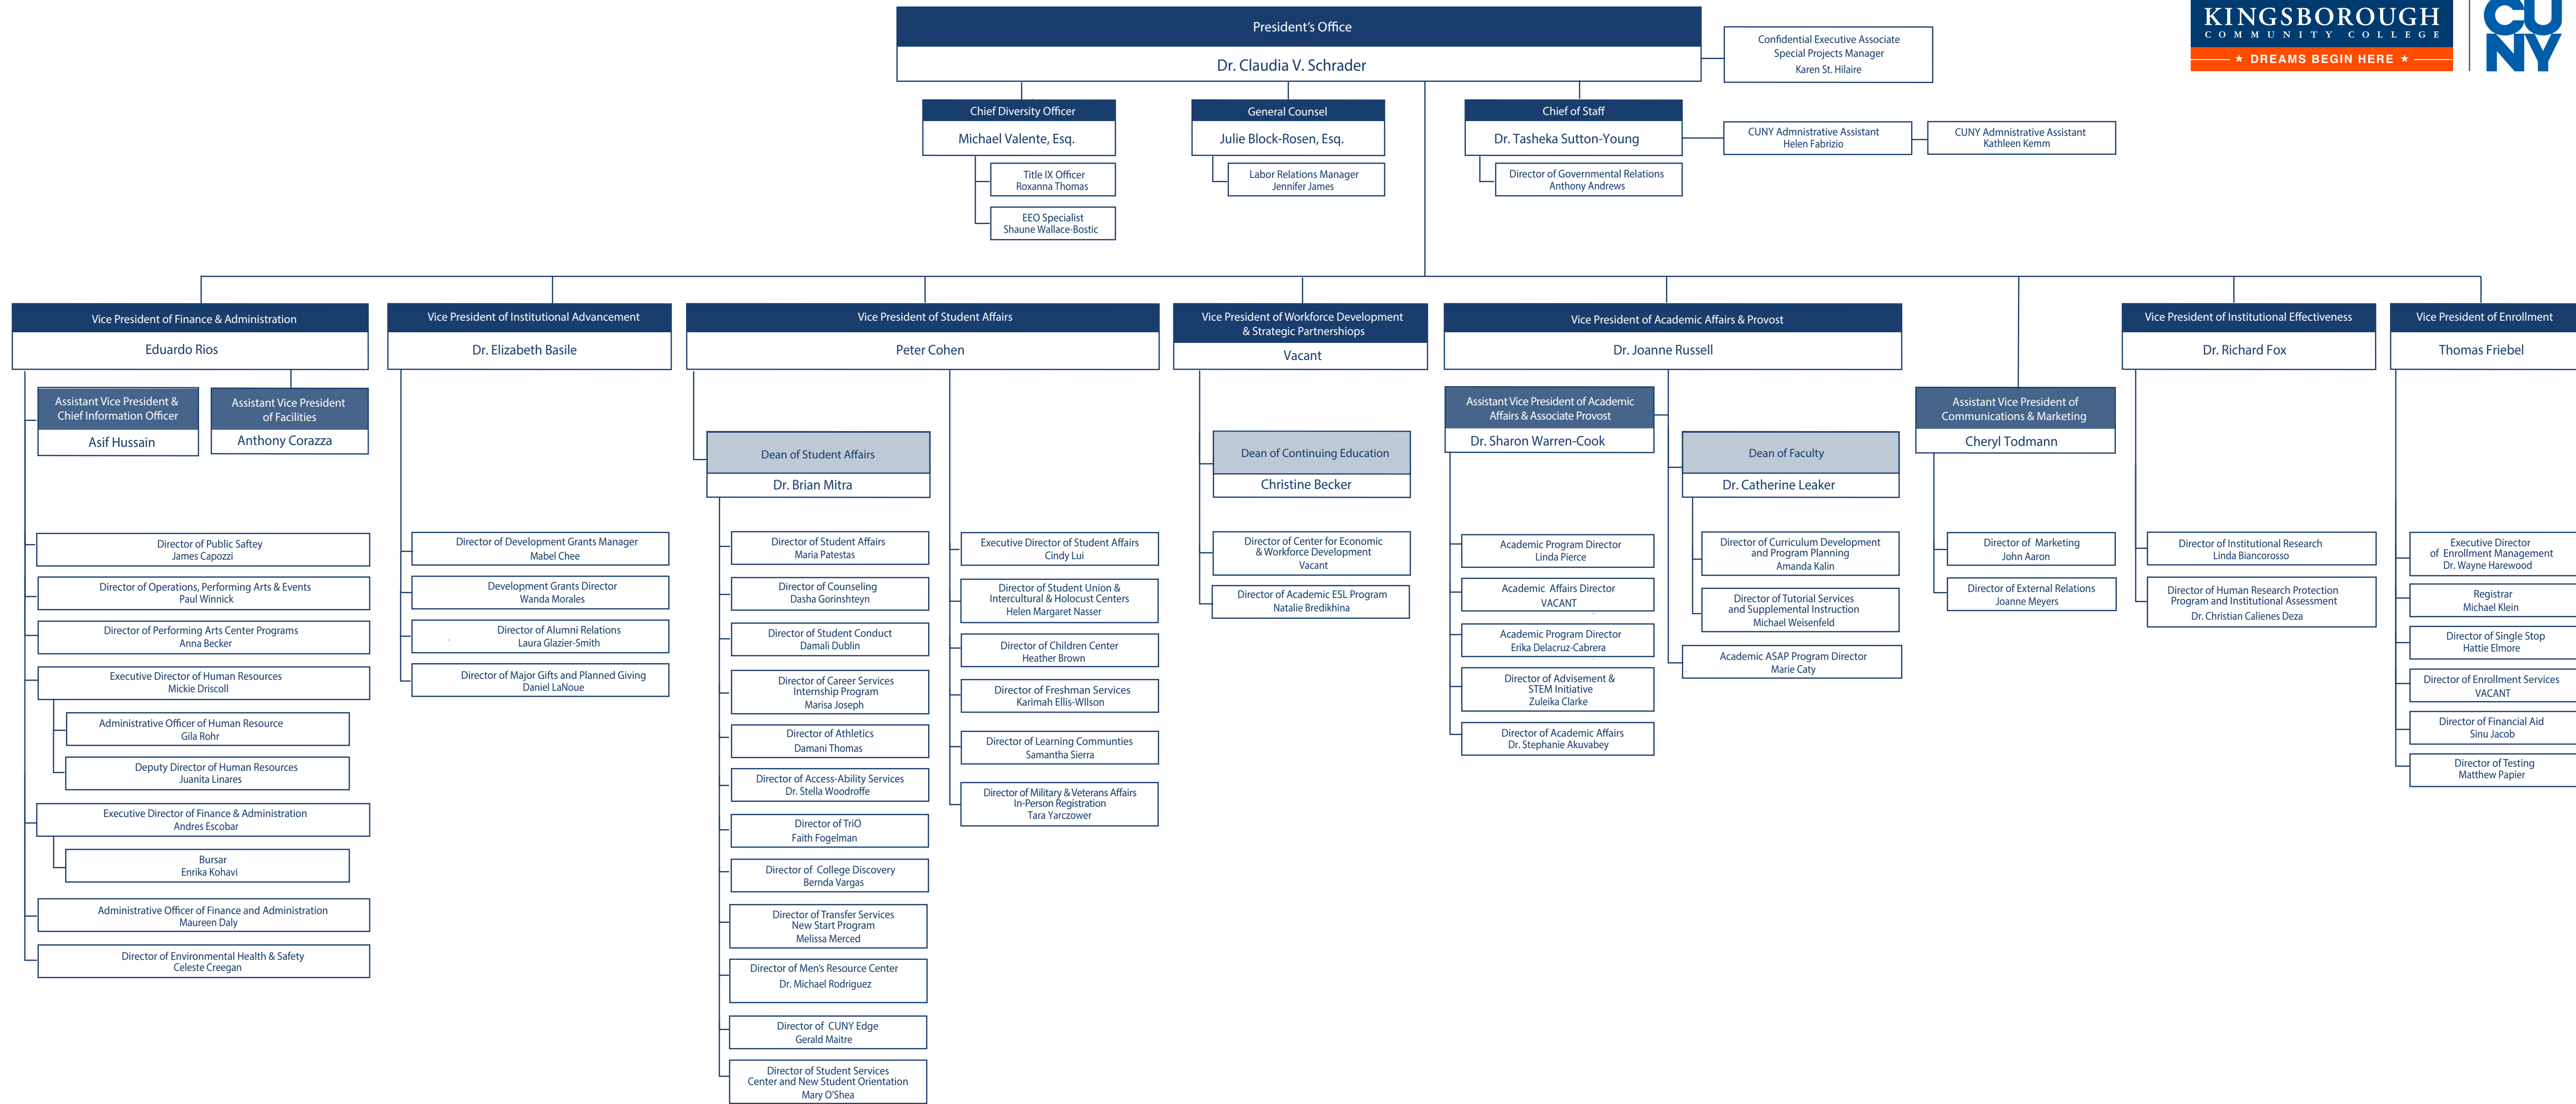 KINGSBOROUGH
COMMUNITY COLLEGE
★ DREAMS BEGIN HERE ★
CU
NY
President's Office
Dr. Claudia V. Schrader
Confidential Executive Associate
Special Projects Manager
Karen St. Hilaire
Chief Diversity Officer
Michael Valente, Esq.
Title IX Officer
Roxanna Thomas
EEO Specialist
Shaune Wallace-Bostic
General Counsel
Julie Block-Rosen, Esq.
Labor Relations Manager
Jennifer James
Chief of Staff
Dr. Tasheka Sutton-Young
CUNY Admnistrative Assistant
Helen Fabrizio
CUNY Admnistrative Assistant
Kathleen Kemm
Director of Governmental Relations
Anthony Andrews
Vice President of Finance & Administration
Eduardo Rios
Assistant Vice President &
Chief Information Officer
Asif Hussain
Assistant Vice President
of Facilities
Anthony Corazza
Director of Public Saftey
James Capozzi
Director of Operations, Performing Arts & Events
Paul Winnick
Director of Performing Arts Center Programs
Anna Becker
Executive Director of Human Resources
Mickie Driscoll
Administrative Officer of Human Resource
Gila Rohr
Deputy Director of Human Resources
Juanita Linares
Executive Director of Finance & Administration
Andres Escobar
Bursar
Enrika Kohavi
Administrative Officer of Finance and Administration
Maureen Daly
Director of Environmental Health & Safety
Celeste Creegan
Vice President of Institutional Advancement
Dr. Elizabeth Basile
Director of Development Grants Manager
Mabel Chee
Development Grants Director
Wanda Morales
Director of Alumni Relations
Laura Glazier-Smith
Director of Major Gifts and Planned Giving
Daniel LaNoue
Vice President of Student Affairs
Peter Cohen
Dean of Student Affairs
Dr. Brian Mitra
Director of Student Affairs
Maria Patestas
Director of Counseling
Dasha Gorinshteyn
Director of Student Conduct
Damali Dublin
Director of Career Services
Internship Program
Marisa Joseph
Director of Athletics
Damani Thomas
Director of Access-Ability Services
Dr. Stella Woodroffe
Director of TriO
Faith Fogelman
Director of College Discovery
Bernda Vargas
Director of Transfer Services
New Start Program
Melissa Merced
Director of Men's Resource Center
Dr. Michael Rodriguez
Director of CUNY Edge
Gerald Maitre
Director of Student Services
Center and New Student Orientation
Mary O'Shea
Executive Director of Student Affairs
Cindy Lui
Director of Student Union &
Intercultural & Holocust Centers
Helen Margaret Nasser
Director of Children Center
Heather Brown
Director of Freshman Services
Karimah Ellis-WIlson
Director of Learning Communties
Samantha Sierra
Director of Military & Veterans Affairs
In-Person Registration
Tara Yarczower
Vice President of Workforce Development
& Strategic Partnershiops
Vacant
Dean of Continuing Education
Christine Becker
Director of Center for Economic
& Workforce Development
Vacant
Director of Academic ESL Program
Natalie Bredikhina
Vice President of Academic Affairs & Provost
Dr. Joanne Russell
Assistant Vice President of Academic
Affairs & Associate Provost
Dr. Sharon Warren-Cook
Academic Program Director
Linda Pierce
Academic Affairs Director
VACANT
Academic Program Director
Erika Delacruz-Cabrera
Director of Advisement &
STEM Initiative
Zuleika Clarke
Director of Academic Affairs
Dr. Stephanie Akuvabey
Dean of Faculty
Dr. Catherine Leaker
Director of Curriculum Development
and Program Planning
Amanda Kalin
Director of Tutorial Services
and Supplemental Instruction
Michael Weisenfeld
Academic ASAP Program Director
Marie Caty
Assistant Vice President of
Communications & Marketing
Cheryl Todmann
Director of Marketing
John Aaron
Director of External Relations
Joanne Meyers
Vice President of Institutional Effectiveness
Dr. Richard Fox
Director of Institutional Research
Linda Biancorosso
Director of Human Research Protection
Program and Institutional Assessment
Dr. Christian Calienes Deza
Vice President of Enrollment
Thomas Friebel
Executive Director
of Enrollment Management
Dr. Wayne Harewood
Registrar
Michael Klein
Director of Single Stop
Hattie Elmore
Director of Enrollment Services
VACANT
Director of Financial Aid
Sinu Jacob
Director of Testing
Matthew Papier